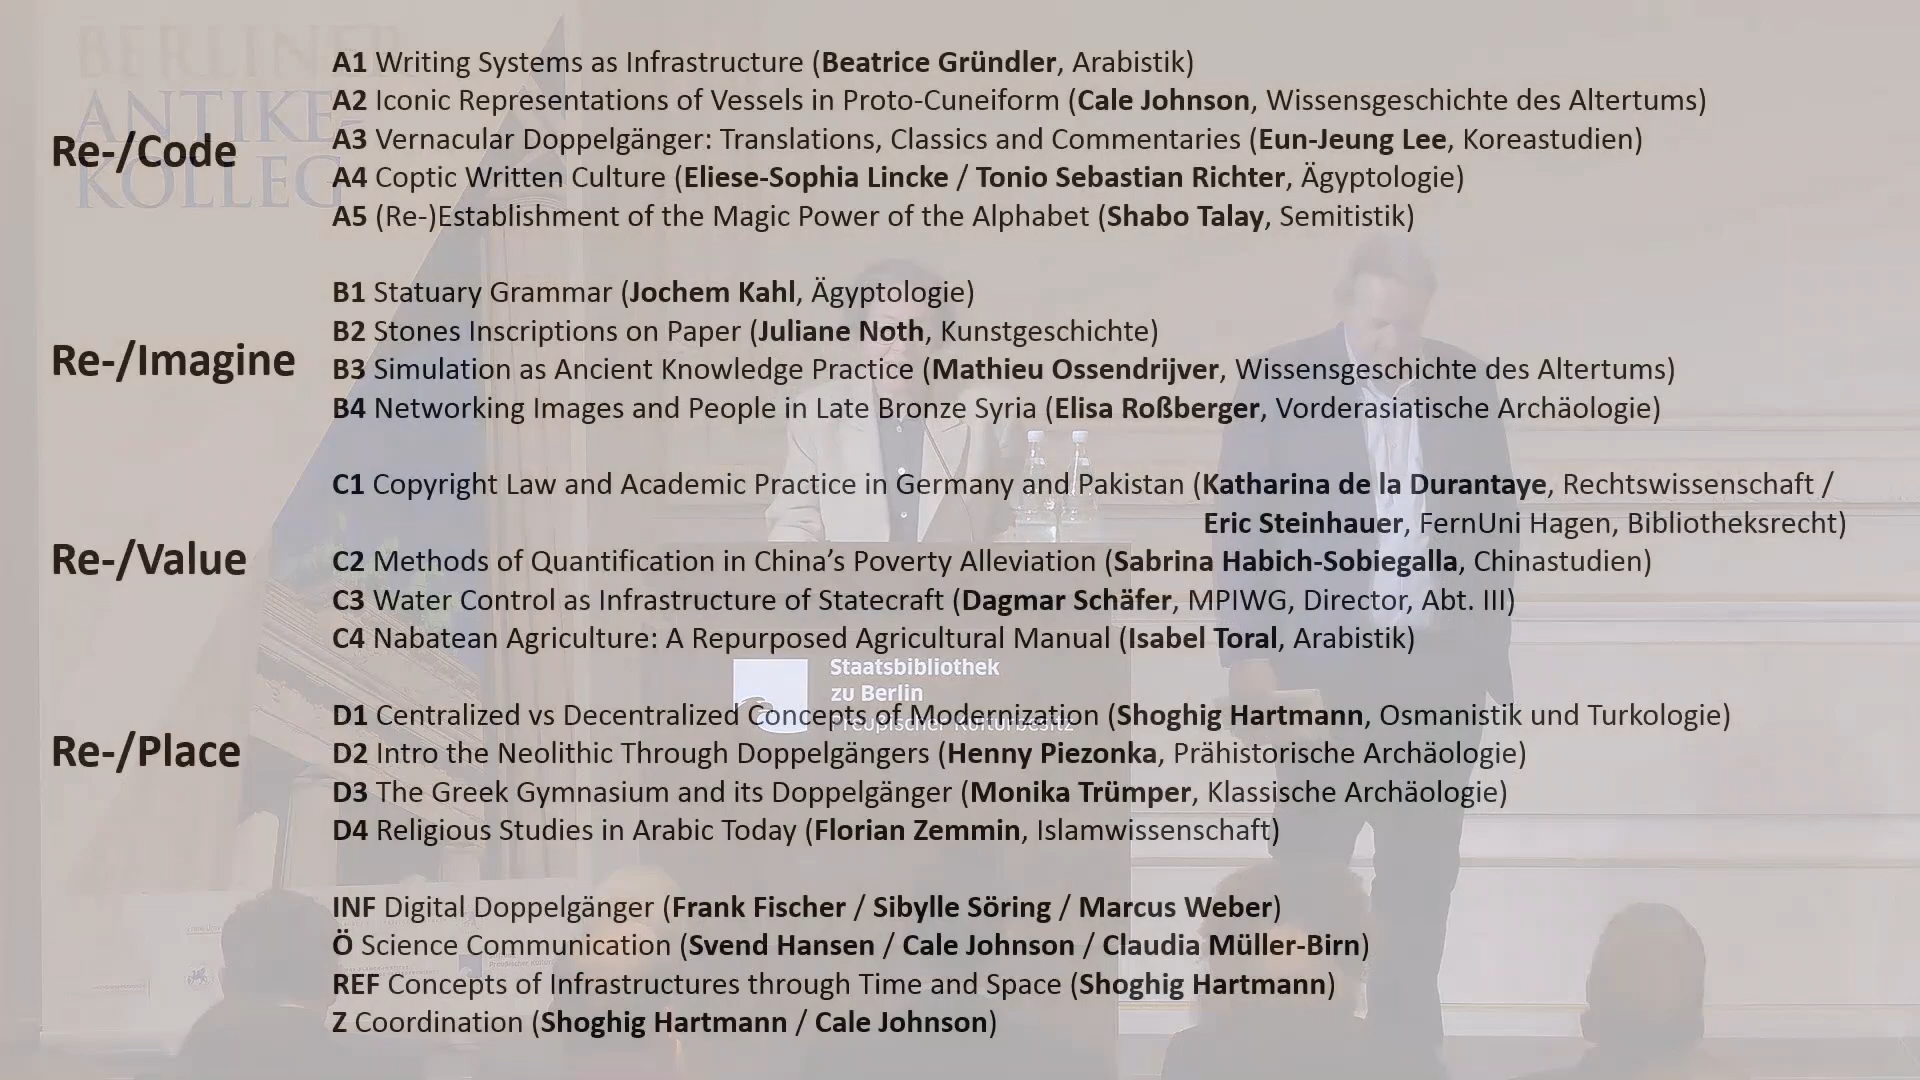 BERLINER
ANTIKE-
KOLLEG
Re-/Code
A1 Writing Systems as Infrastructure (Beatrice Gründler, Arabistik)
A2 Iconic Representations of Vessels in Proto-Cuneiform (Cale Johnson, Wissensgeschichte des Altertums)
A3 Vernacular Doppelgänger: Translations, Classics and Commentaries (Eun-Jeung Lee, Koreastudien)
A4 Coptic Written Culture (Eliese-Sophia Lincke / Tonio Sebastian Richter, Ägyptologie)
A5 (Re-)Establishment of the Magic Power of the Alphabet (Shabo Talay, Semitistik)
Re-/Imagine
B1 Statuary Grammar (Jochem Kahl, Ägyptologie)
B2 Stones Inscriptions on Paper (Juliane Noth, Kunstgeschichte)
B3 Simulation as Ancient Knowledge Practice (Mathieu Ossendrijver, Wissensgeschichte des Altertums)
B4 Networking Images and People in Late Bronze Syria (Elisa Roßberger, Vorderasiatische Archäologie)
Re-/Value
C1 Copyright Law and Academic Practice in Germany and Pakistan (Katharina de la Durantaye, Rechtswissenschaft /
Eric Steinhauer, FernUni Hagen, Bibliotheksrecht)
C2 Methods of Quantification in China’s Poverty Alleviation (Sabrina Habich-Sobiegalla, Chinastudien)
C3 Water Control as Infrastructure of Statecraft (Dagmar Schäfer, MPIWG, Director, Abt. III)
C4 Nabatean Agriculture: A Repurposed Agricultural Manual (Isabel Toral, Arabistik)
Staatsbibliothek
zu Berlin
Preußischer Kulturbesitz
Re-/Place
D1 Centralized vs Decentralized Concepts of Modernization (Shoghig Hartmann, Osmanistik und Turkologie)
D2 Intro the Neolithic Through Doppelgängers (Henny Piezonka, Prähistorische Archäologie)
D3 The Greek Gymnasium and its Doppelgänger (Monika Trümper, Klassische Archäologie)
D4 Religious Studies in Arabic Today (Florian Zemmin, Islamwissenschaft)
INF Digital Doppelgänger (Frank Fischer / Sibylle Söring / Marcus Weber)
Ö Science Communication (Svend Hansen / Cale Johnson / Claudia Müller-Birn)
REF Concepts of Infrastructures through Time and Space (Shoghig Hartmann)
Z Coordination (Shoghig Hartmann / Cale Johnson)